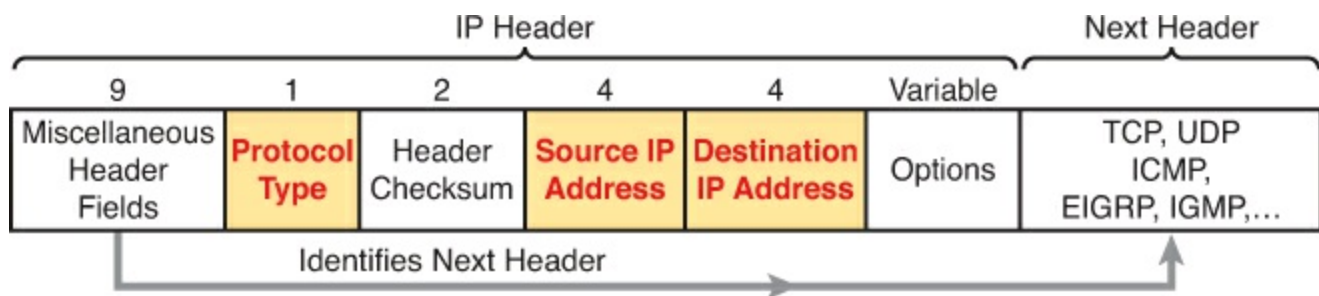 IP Header
Next Header
9
1
2
4
4
Variable
Miscellaneous
Header
Fields
Protocol
Type
Header
Checksum
Source IP
Address
Destination
IP Address
Options
TCP, UDP
ICMP,
EIGRP, IGMP,...
Identifies Next Header